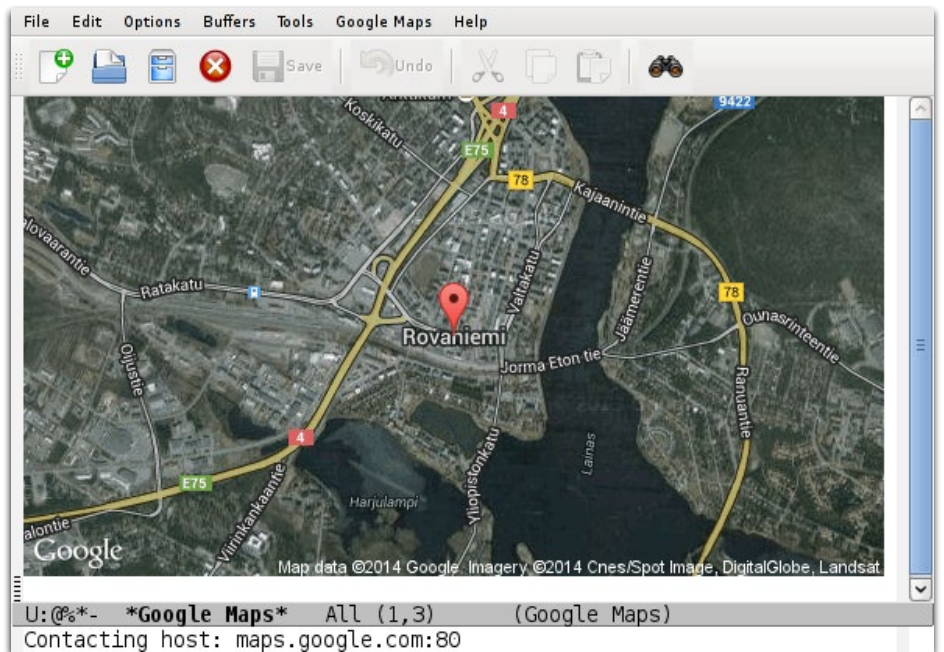 File Edit Options Buffers Tools Google Maps Help
Save Undo
4
9422
Koskikatu
E75
78
Kajaanintie
Valtakatu
Jäämerentie
Ratakatu
78
Ounasrinteentie
Rovaniemi
Jorma Eton tie
Oijustie
Ranuantie
4
Lainas
Yliopistonkatu
E75
Harjulampi
Viirinkankaantie
alontie
Google
Map data ©2014 Google Imagery ©2014 Cnes/Spot Image, DigitalGlobe, Landsat
U:@%*- *Google Maps* All (1,3) (Google Maps)
Contacting host: maps.google.com:80